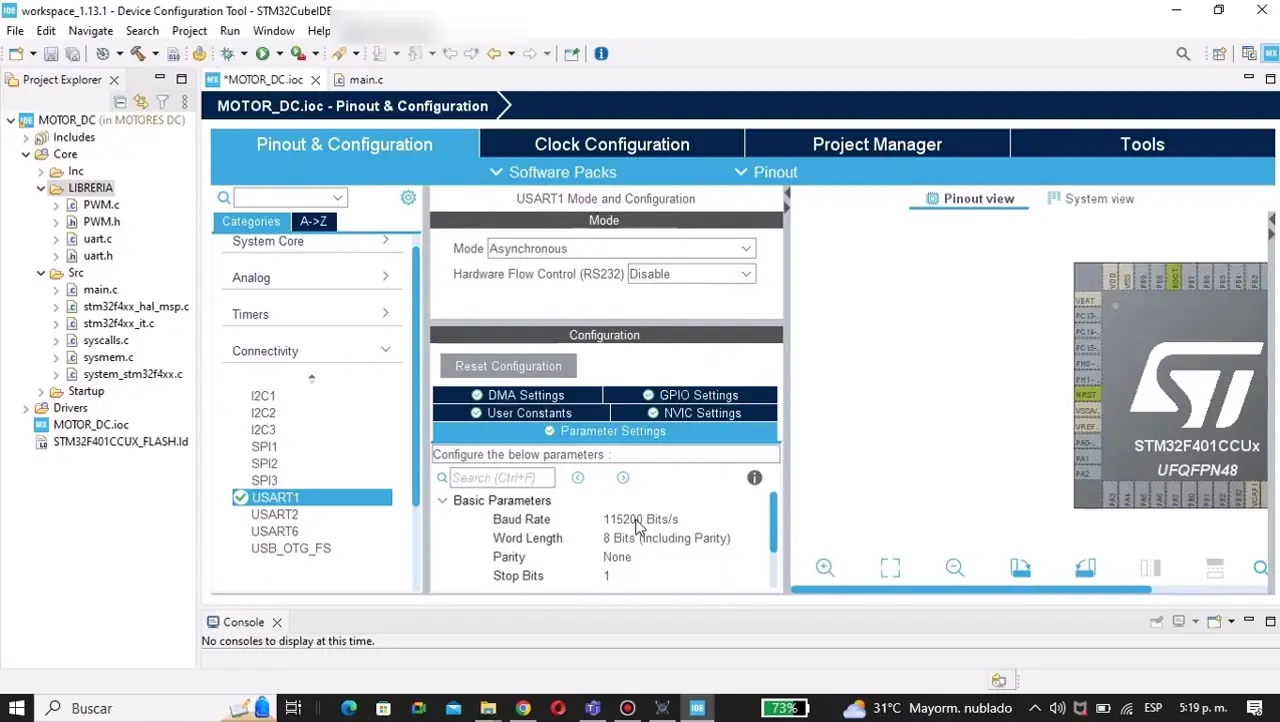 workspace_1.13.1 - Device Configuration Tool - STM32CubeIDE
File Edit Navigate Search Project Run Window Help
Project Explorer
*MOTOR_DC.ioc
main.c
MOTOR_DC (in MOTORES DC)
Includes
Core
Inc
LIBRERIA
PWM.c
PWM.h
uart.c
uart.h
Src
main.c
stm32f4xx_hal_msp.c
stm32f4xx_it.c
syscalls.c
sysmem.c
system_stm32f4xx.c
Startup
Drivers
MOTOR_DC.ioc
STM32F401CCUX_FLASH.ld
MOTOR_DC.ioc - Pinout & Configuration
Pinout & Configuration
Clock Configuration
Project Manager
Tools
Software Packs
Pinout
Categories
A->Z
System Core
Analog
Timers
Connectivity
I2C1
I2C2
I2C3
SPI1
SPI2
SPI3
USART1
USART2
USART6
USB_OTG_FS
USART1 Mode and Configuration
Mode
Mode Asynchronous
Hardware Flow Control (RS232) Disable
Configuration
Reset Configuration
DMA Settings
GPIO Settings
User Constants
NVIC Settings
Parameter Settings
Configure the below parameters :
Search (Ctrl+F)
Basic Parameters
Baud Rate 115200 Bits/s
Word Length 8 Bits (including Parity)
Parity None
Stop Bits 1
Pinout view
System view
VBAT
NRST
PA1
PA2
STM32F401CCUx
UFQFPN48
Console
No consoles to display at this time.
Buscar
73%
31°C Mayorm. nublado
ESP
5:19 p. m.